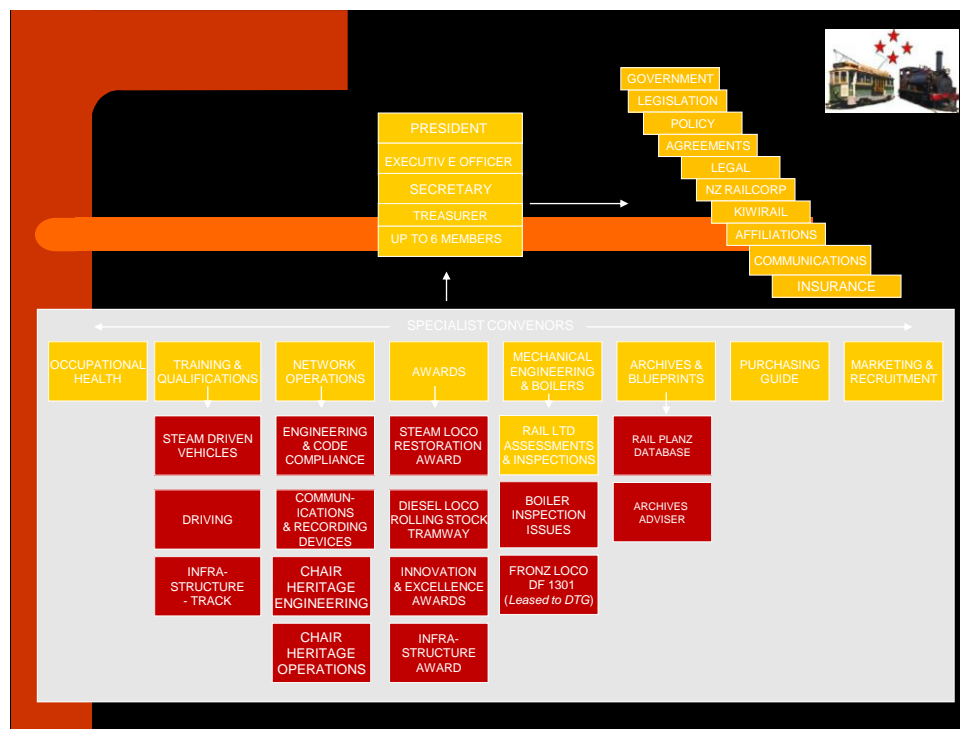 PRESIDENT
EXECUTIV E OFFICER
SECRETARY
TREASURER
UP TO 6 MEMBERS
GOVERNMENT
LEGISLATION
POLICY
AGREEMENTS
LEGAL
NZ RAILCORP
KIWIRAIL
AFFILIATIONS
COMMUNICATIONS
INSURANCE
SPECIALIST CONVENORS
OCCUPATIONAL
HEALTH
TRAINING &
QUALIFICATIONS
NETWORK
OPERATIONS
AWARDS
MECHANICAL
ENGINEERING
& BOILERS
ARCHIVES &
BLUEPRINTS
PURCHASING
GUIDE
MARKETING &
RECRUITMENT
STEAM DRIVEN
VEHICLES
DRIVING
INFRA-
STRUCTURE
- TRACK
ENGINEERING
& CODE
COMPLIANCE
COMMUN-
ICATIONS
& RECORDING
DEVICES
CHAIR
HERITAGE
ENGINEERING
CHAIR
HERITAGE
OPERATIONS
STEAM LOCO
RESTORATION
AWARD
DIESEL LOCO
ROLLING STOCK
TRAMWAY
INNOVATION
& EXCELLENCE
AWARDS
INFRA-
STRUCTURE
AWARD
RAIL LTD
ASSESSMENTS
& INSPECTIONS
BOILER
INSPECTION
ISSUES
FRONZ LOCO
DF 1301
(Leased to DTG)
RAIL PLANZ
DATABASE
ARCHIVES
ADVISER